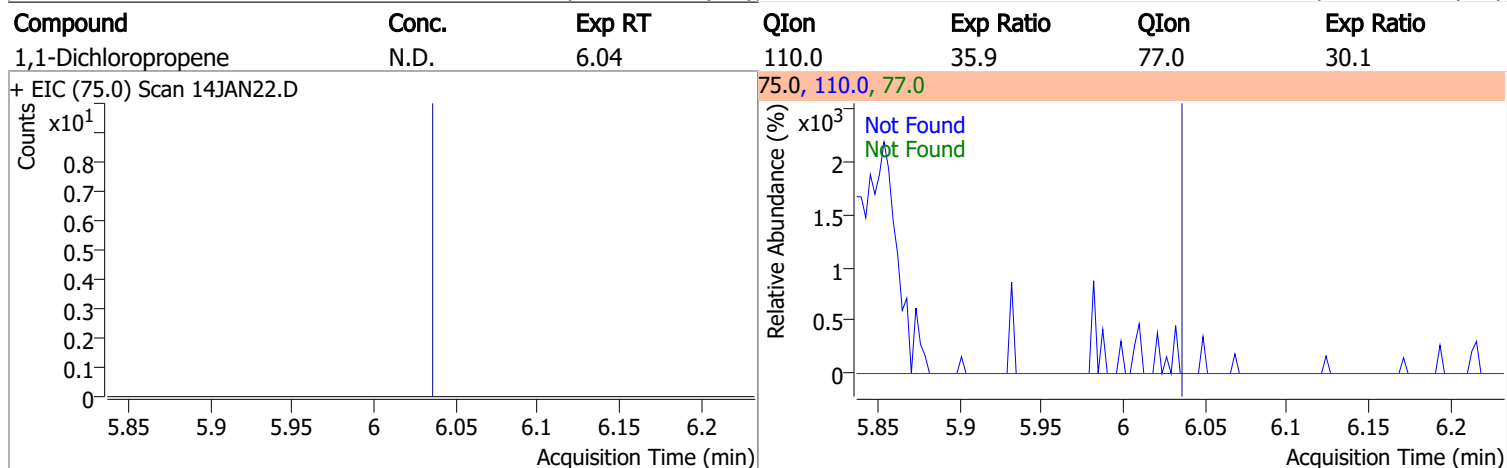 Compound Conc. Exp RT QIon Exp Ratio QIon Exp Ratio
1,1-Dichloropropene N.D. 6.04 110.0 35.9 77.0 30.1
+ EIC (75.0) Scan 14JAN22.D
Counts
x10¹
0.8
0.7
0.6
0.5
0.4
0.3
0.2
0.1
0
5.85 5.9 5.95 6 6.05 6.1 6.15 6.2
Acquisition Time (min)
75.0, 110.0, 77.0
Relative Abundance (%)
x10³
Not Found
Not Found
2
1.5
1
0.5
0
5.85 5.9 5.95 6 6.05 6.1 6.15 6.2
Acquisition Time (min)